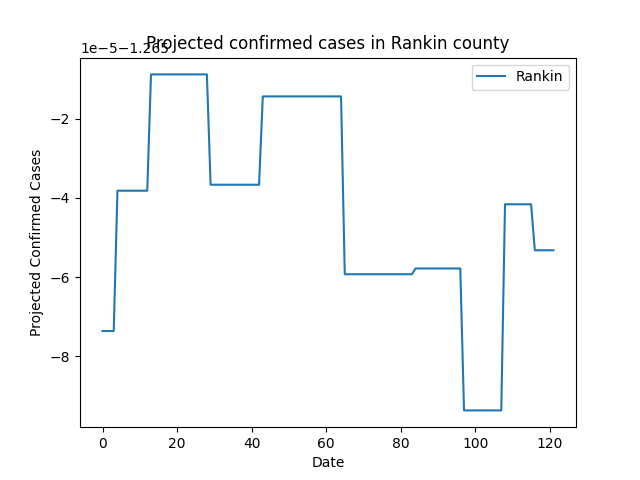 Projected confirmed cases in Rankin county
1e−5−1.265
Rankin
−2
−4
−6
−8
Projected Confirmed Cases
0 20 40 60 80 100 120
Date